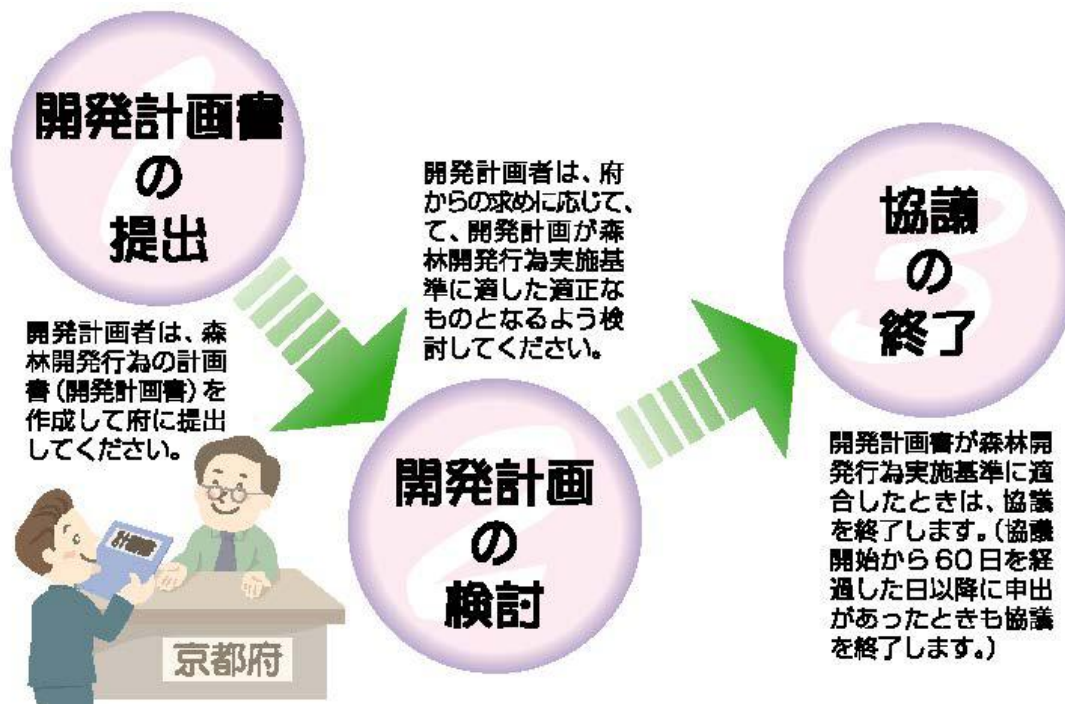 開発計画書
の
提出
開発計画者は、森
林開発行為の計画
書(開発計画書)を
作成して府に提出
してください。
計画書
京都府
開発計画者は、府
からの求めに応じて、
て、開発計画が森
林開発行為実施基
準に適した適正な
ものとなるよう検
討してください。
開発計画
の
検討
協議
の
終了
開発計画書が森林開
発行為実施基準に適
合したときは、協議
を終了します。(協議
開始から60日を経
過した日以降に申出
があったときも協議
を終了します。)